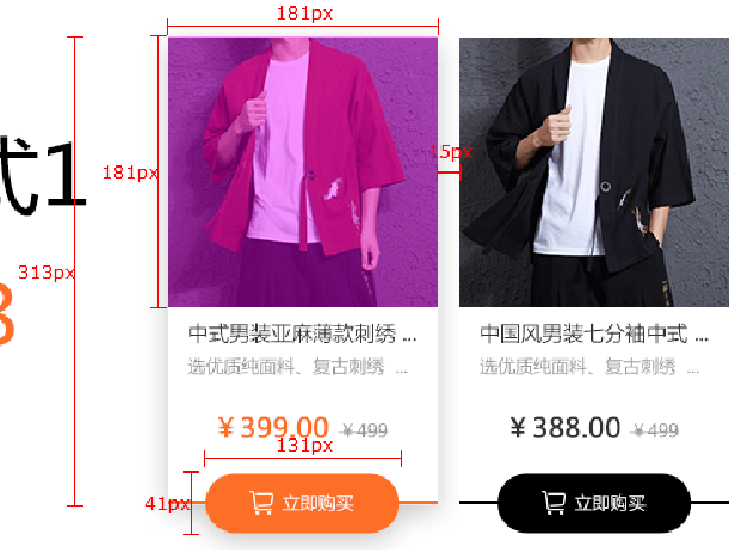 181px
15px
181px
式1
313px
中式男装亚麻薄款刺绣 ...
选优质纯面料、复古刺绣 ...
¥399.00 ¥499
131px
41px
立即购买
中国风男装七分袖中式 ...
选优质纯面料、复古刺绣 ...
¥388.00 ¥499
立即购买